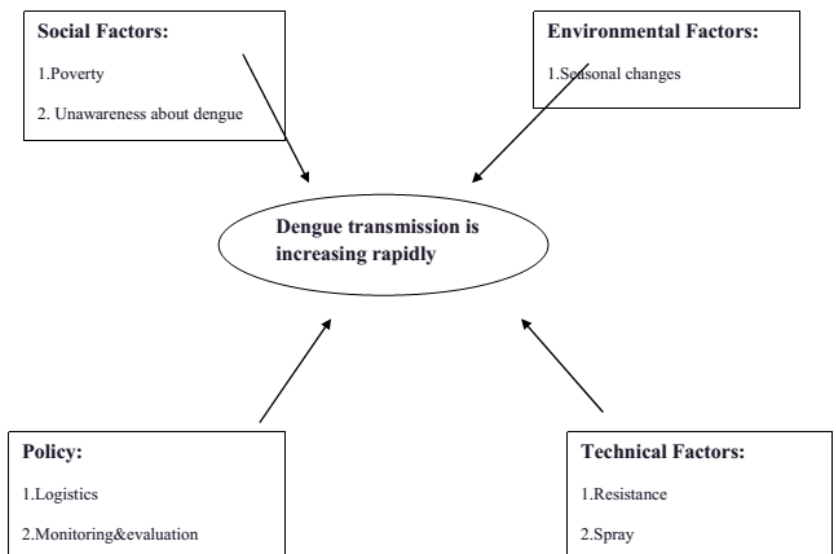 Social Factors:
1.Poverty
2. Unawareness about dengue
Environmental Factors:
1.Seasonal changes
Dengue transmission is
increasing rapidly
Policy:
1.Logistics
2.Monitoring&evaluation
Technical Factors:
1.Resistance
2.Spray